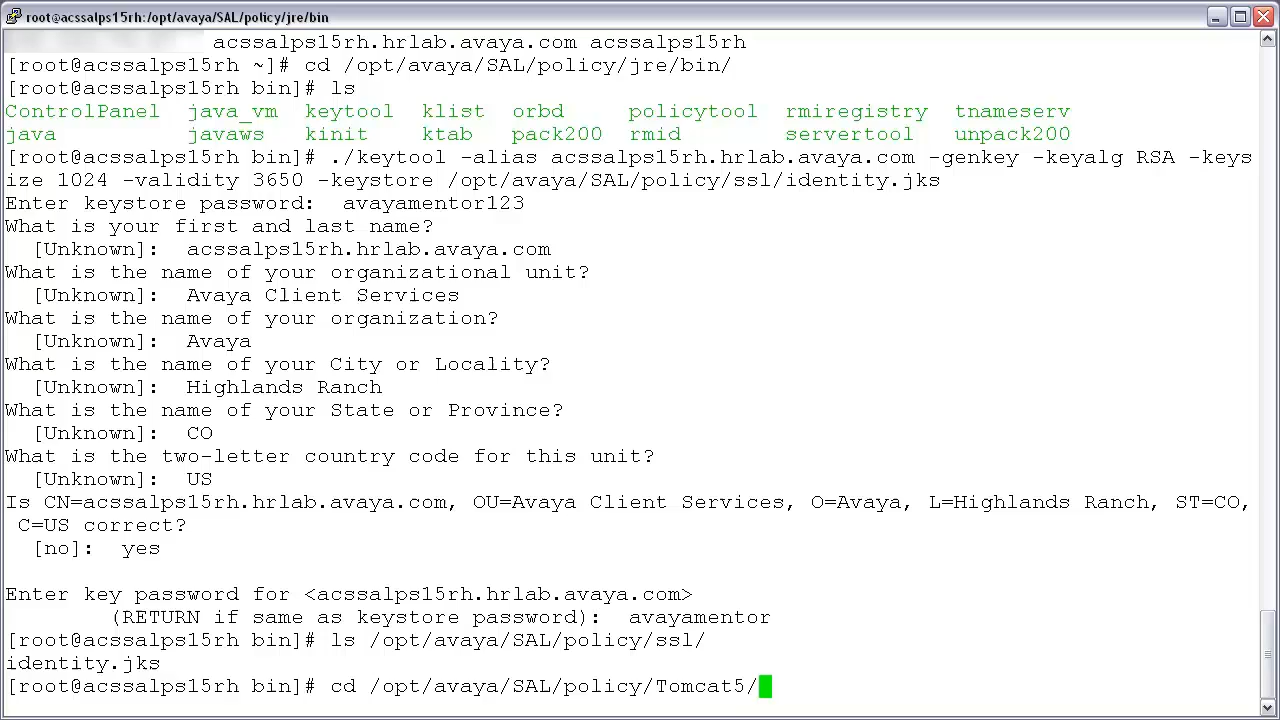 root@acssalps15rh:/opt/avaya/SAL/policy/jre/bin
acssalps15rh.hrlab.avaya.com acssalps15rh
[root@acssalps15rh ~]# cd /opt/avaya/SAL/policy/jre/bin/
[root@acssalps15rh bin]# ls
ControlPanel java_vm keytool klist orbd policytool rmiregistry tnameserv
java javaws kinit ktab pack200 rmid servertool unpack200
[root@acssalps15rh bin]# ./keytool -alias acssalps15rh.hrlab.avaya.com -genkey -keyalg RSA -keys
ize 1024 -validity 3650 -keystore /opt/avaya/SAL/policy/ssl/identity.jks
Enter keystore password: avayamentor123
What is your first and last name?
[Unknown]: acssalps15rh.hrlab.avaya.com
What is the name of your organizational unit?
[Unknown]: Avaya Client Services
What is the name of your organization?
[Unknown]: Avaya
What is the name of your City or Locality?
[Unknown]: Highlands Ranch
What is the name of your State or Province?
[Unknown]: CO
What is the two-letter country code for this unit?
[Unknown]: US
Is CN=acssalps15rh.hrlab.avaya.com, OU=Avaya Client Services, O=Avaya, L=Highlands Ranch, ST=CO,
C=US correct?
[no]: yes
Enter key password for <acssalps15rh.hrlab.avaya.com>
(RETURN if same as keystore password): avayamentor
[root@acssalps15rh bin]# ls /opt/avaya/SAL/policy/ssl/
identity.jks
[root@acssalps15rh bin]# cd /opt/avaya/SAL/policy/Tomcat5/